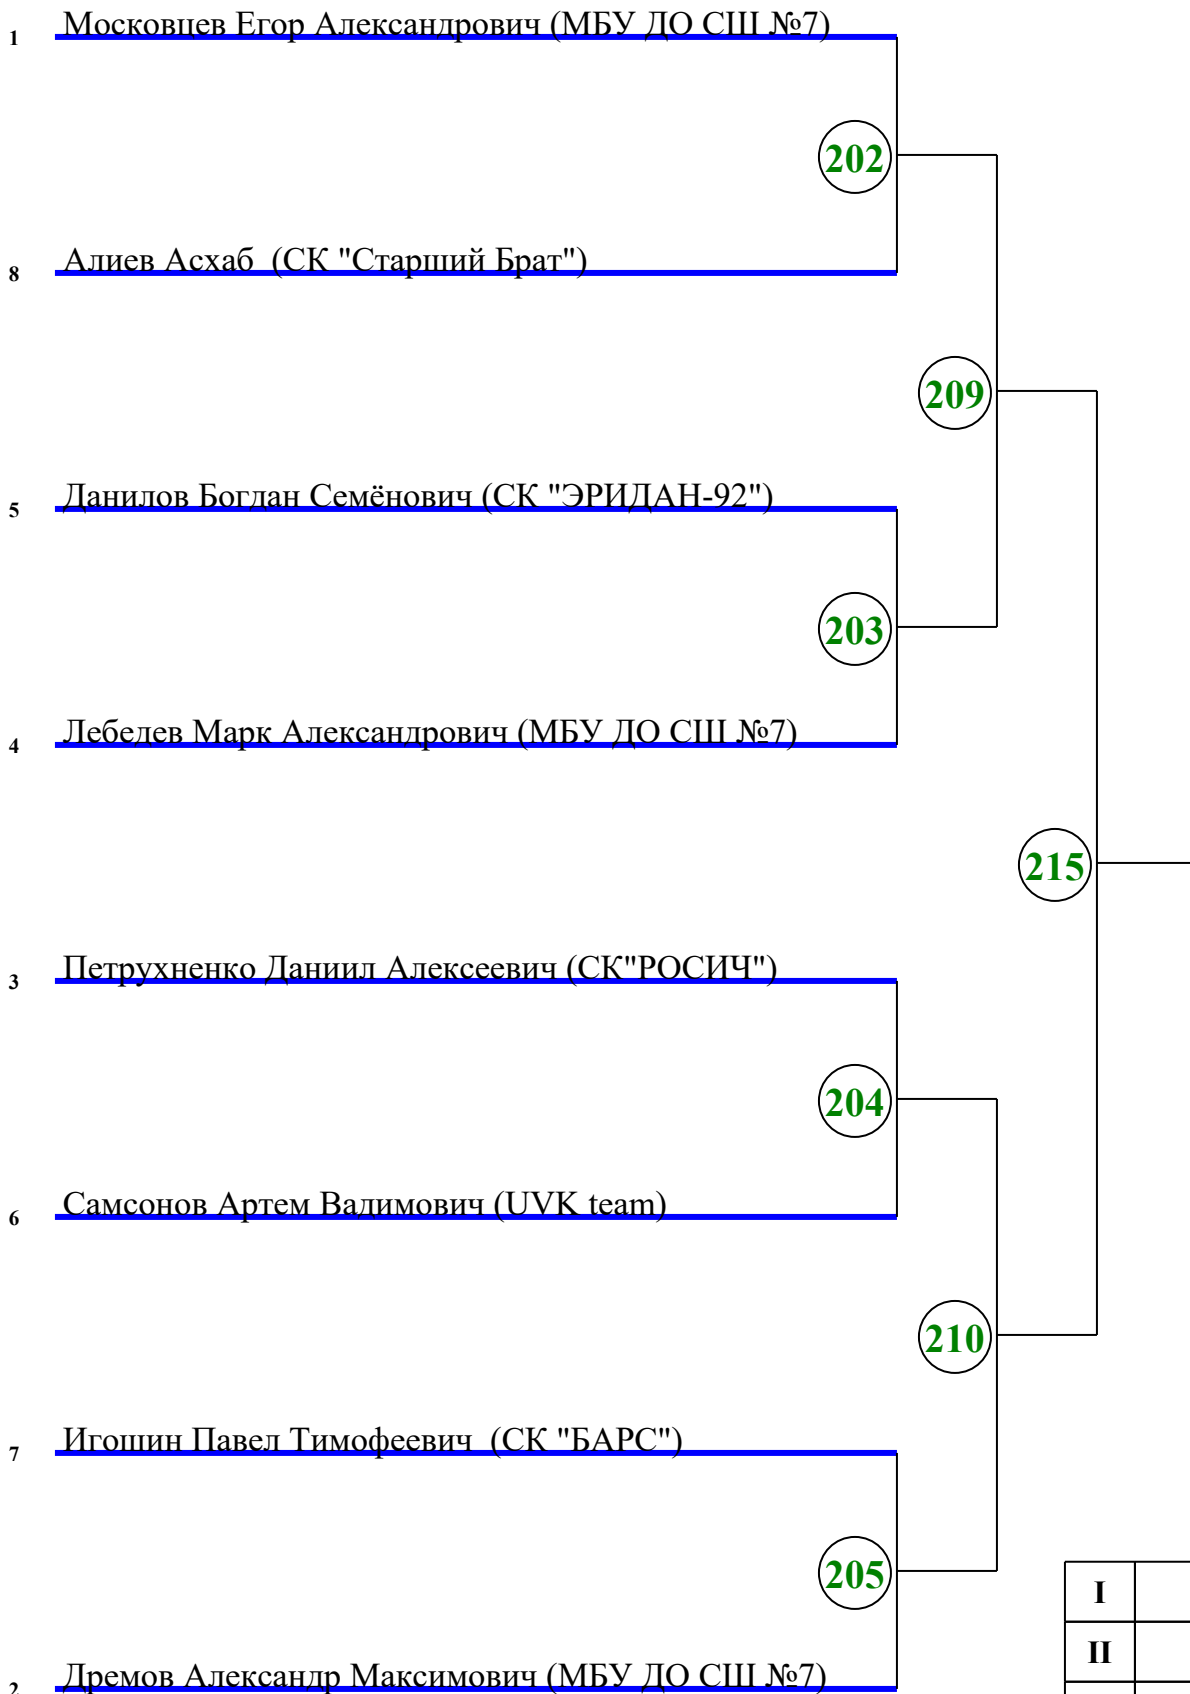 1 Московцев Егор Александрович (МБУ ДО СШ №7)
202
8 Алиев Асхаб (СК "Старший Брат")
209
5 Данилов Богдан Семёнович (СК "ЭРИДАН-92")
203
4 Лебедев Марк Александрович (МБУ ДО СШ №7)
215
3 Петрухненко Даниил Алексеевич (СК"РОСИЧ")
204
6 Самсонов Артем Вадимович (UVK team)
210
7 Игошин Павел Тимофеевич (СК "БАРС")
205
I
II
2 Дремов Александр Максимович (МБУ ДО СШ №7)